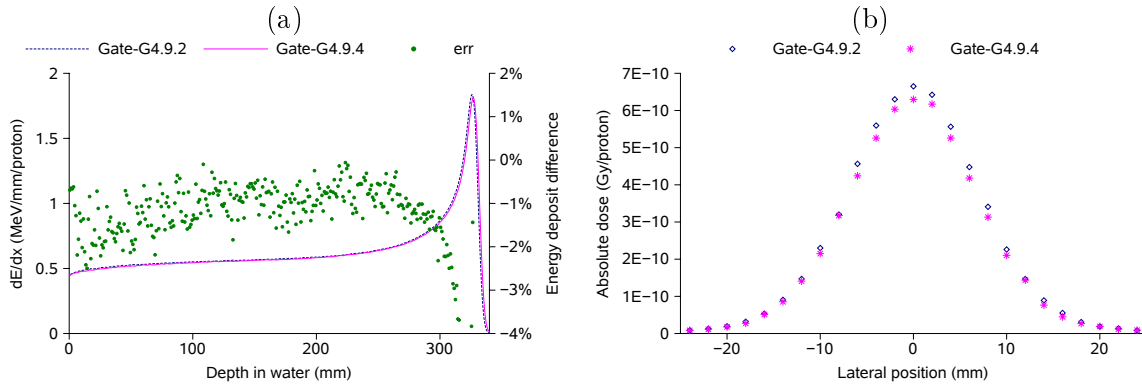 (a)
Gate-G4.9.2 Gate-G4.9.4 err
2 1.5 1 0.5 0
dE/dx (MeV/mm/proton)
0 100 200 300
Depth in water (mm)
2% 1% 0% −1% −2% −3% −4%
Energy deposit difference
(b)
Gate-G4.9.2 Gate-G4.9.4
7E−10 6E−10 5E−10 4E−10 3E−10 2E−10 1E−10 0
Absolute dose (Gy/proton)
−20 −10 0 10 20
Lateral position (mm)